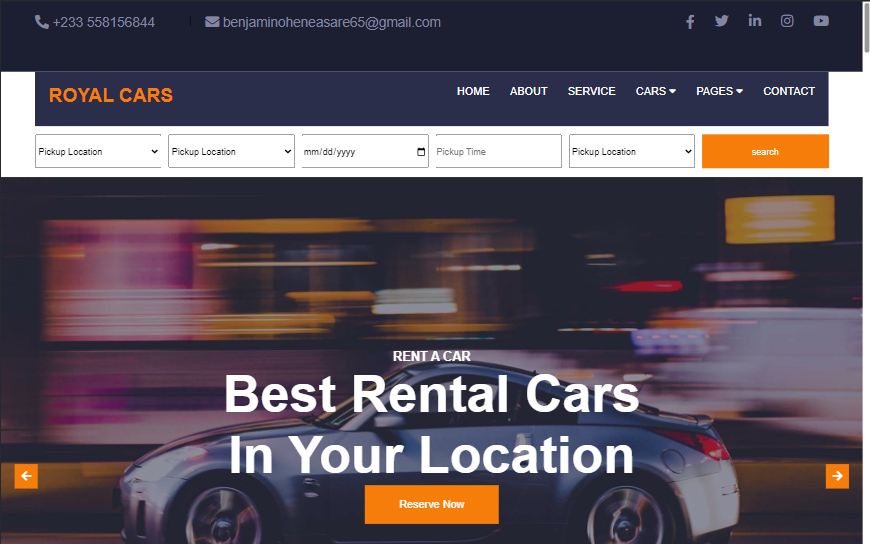 +233 558156844 | benjaminoheneasare65@gmail.com
ROYAL CARS HOME ABOUT SERVICE CARS PAGES CONTACT
Pickup Location Pickup Location mm/dd/yyyy Pickup Time Pickup Location search
RENT A CAR
Best Rental Cars
In Your Location
Reserve Now